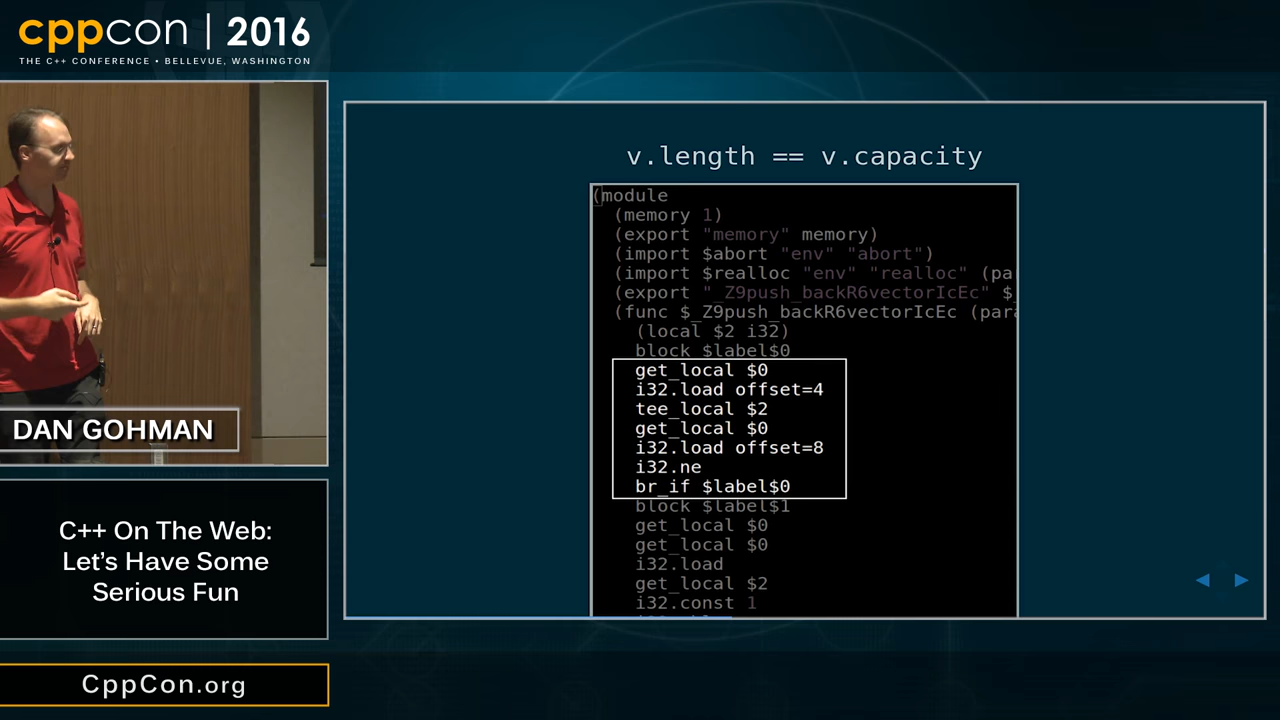 cppcon | 2016
THE C++ CONFERENCE • BELLEVUE, WASHINGTON
v.length == v.capacity
(module
(memory 1)
(export "memory" memory)
(import $abort "env" "abort")
(import $realloc "env" "realloc" (pa
(export "_Z9push_backR6vectorIcEc" $_
(func $_Z9push_backR6vectorIcEc (para
(local $2 i32)
block $label$0
get_local $0
i32.load offset=4
tee_local $2
get_local $0
i32.load offset=8
i32.ne
br_if $label$0
block $label$1
get_local $0
get_local $0
i32.load
get_local $2
i32.const 1
DAN GOHMAN
C++ On The Web:
Let's Have Some
Serious Fun
CppCon.org